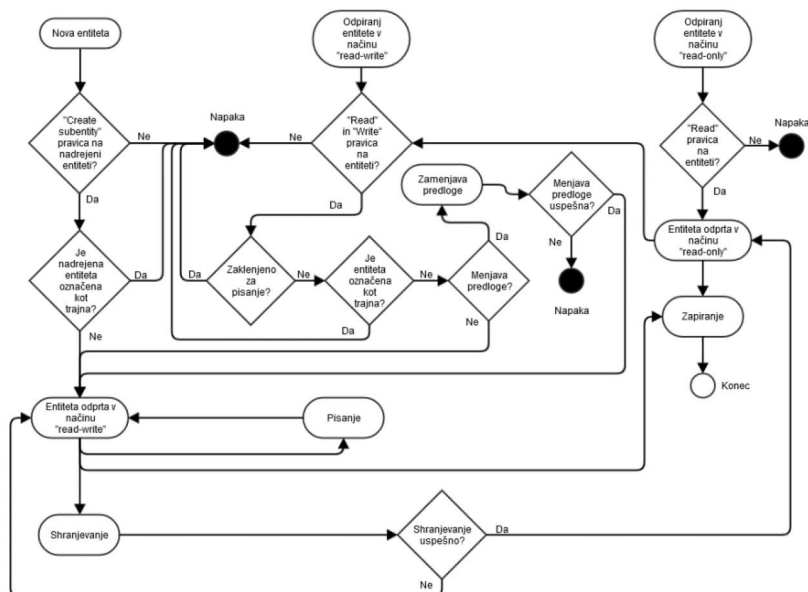 Nova entiteta
Odpiranj
entitete v
načinu
"read-write"
Odpiranj
entitete v
načinu
"read-only"
"Create
subentity"
pravica na
nadrejeni
entiteti?
Ne
Da
Napaka
Ne
"Read"
in "Write"
pravica
na
entiteti?
Da
"Read"
pravica
na
entiteti?
Ne
Da
Napaka
Zamenjava
predloge
Menjava
predloge
uspešna?
Da
Ne
Napaka
Je
nadrejena
entiteta
označena
kot
trajna?
Da
Ne
Da
Zaklenjeno
za
pisanje?
Ne
Je
entiteta
označena
kot
trajna?
Ne
Da
Menjava
predloge?
Da
Ne
Entiteta odprta v
načinu
"read-only"
Zapiranje
Konec
Entiteta odprta v
načinu
"read-write"
Pisanje
Shranjevanje
Shranjevanje
uspešno?
Da
Ne